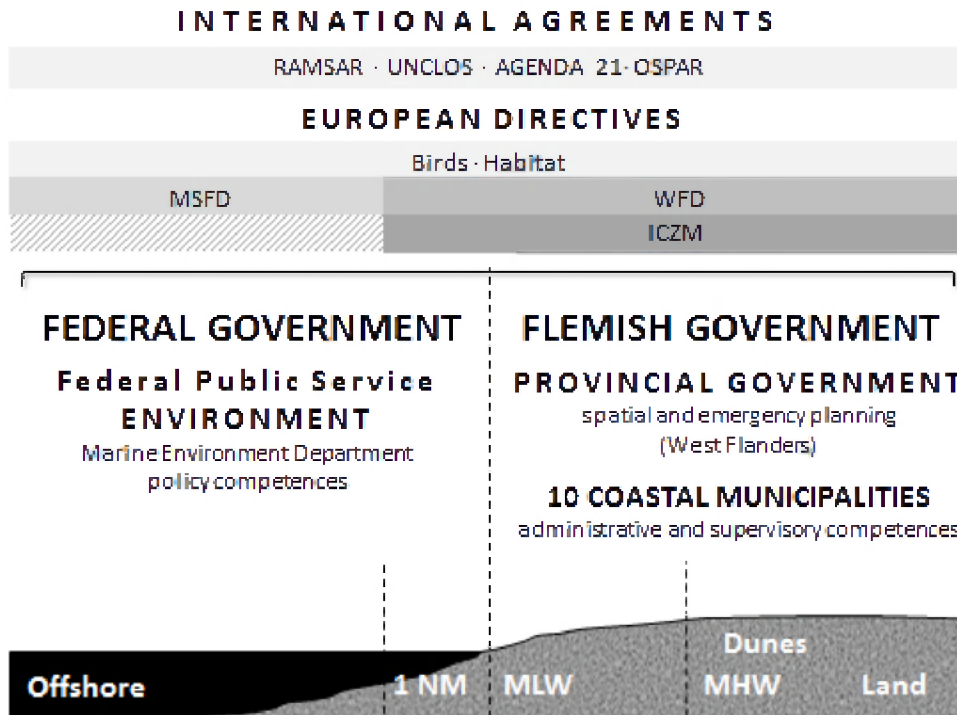 INTERNATIONAL AGREEMENTS
RAMSAR · UNCLOS · AGENDA 21· OSPAR
EUROPEAN DIRECTIVES
Birds · Habitat
MSFD
WFD
ICZM
FEDERAL GOVERNMENT
Federal Public Service
ENVIRONMENT
Marine Environment Department
policy competences
FLEMISH GOVERNMENT
PROVINCIAL GOVERNMENT
spatial and emergency planning
(West Flanders)
10 COASTAL MUNICIPALITIES
administrative and supervisory competences
Dunes
Offshore
1 NM
MLW
MHW
Land